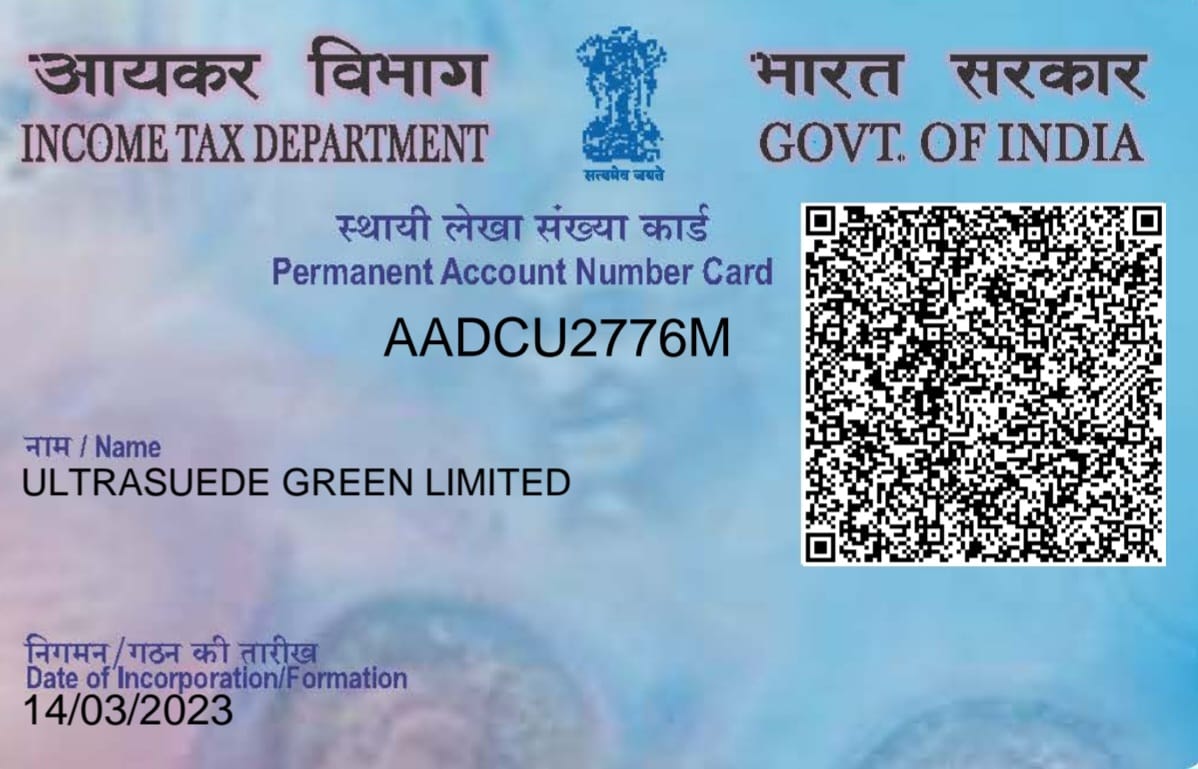 आयकर विभाग
INCOME TAX DEPARTMENT
सत्यमेव जयते
भारत सरकार
GOVT. OF INDIA
स्थायी लेखा संख्या कार्ड
Permanent Account Number Card
AADCU2776M
नाम / Name
ULTRASUEDE GREEN LIMITED
निगमन/गठन की तारीख
Date of Incorporation/Formation
14/03/2023